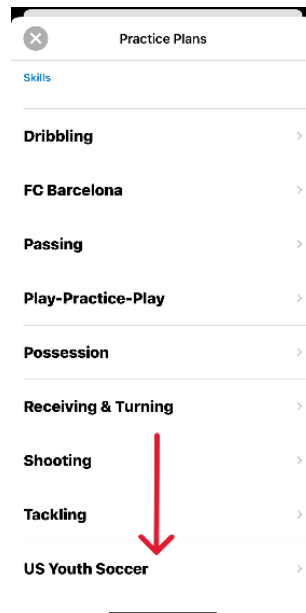 Practice Plans
Skills
Dribbling
FC Barcelona
Passing
Play-Practice-Play
Possession
Receiving & Turning
Shooting
Tackling
US Youth Soccer